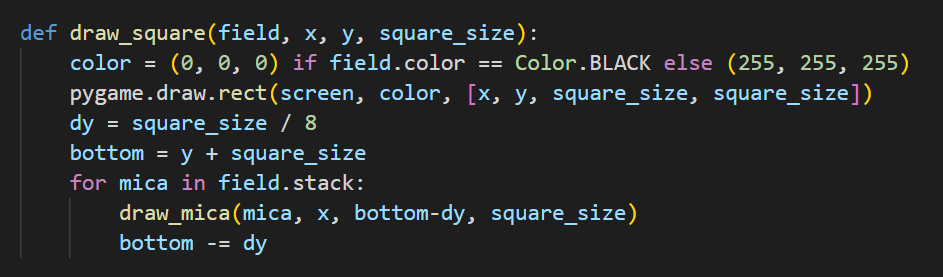 def draw_square(field, x, y, square_size):
    color = (0, 0, 0) if field.color == Color.BLACK else (255, 255, 255)
    pygame.draw.rect(screen, color, [x, y, square_size, square_size])
    dy = square_size / 8
    bottom = y + square_size
    for mica in field.stack:
        draw_mica(mica, x, bottom-dy, square_size)
        bottom -= dy